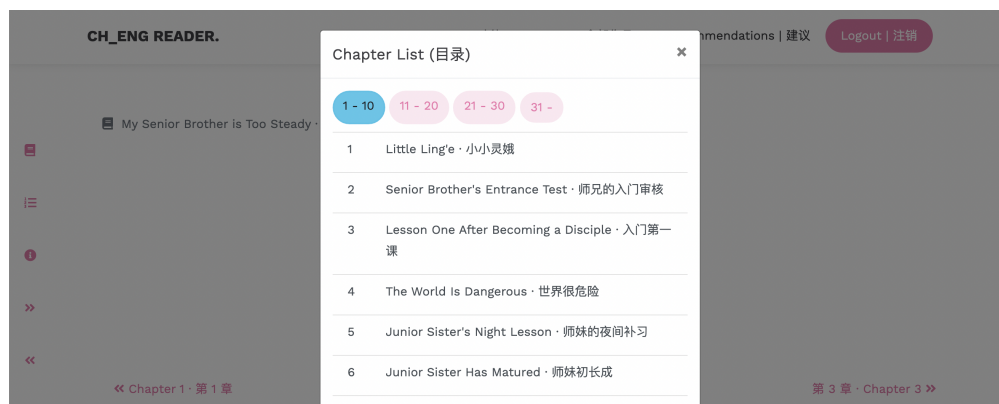 CH_ENG READER.
mmendations | 建议
Logout | 注销
Chapter List (目录)
×
1 - 10
11 - 20
21 - 30
31 -
My Senior Brother is Too Steady ·
1 Little Ling'e · 小小灵娥
2 Senior Brother's Entrance Test · 师兄的入门审核
3 Lesson One After Becoming a Disciple · 入门第一
课
4 The World Is Dangerous · 世界很危险
5 Junior Sister's Night Lesson · 师妹的夜间补习
6 Junior Sister Has Matured · 师妹初长成
Chapter 1 · 第 1 章
第 3 章 · Chapter 3